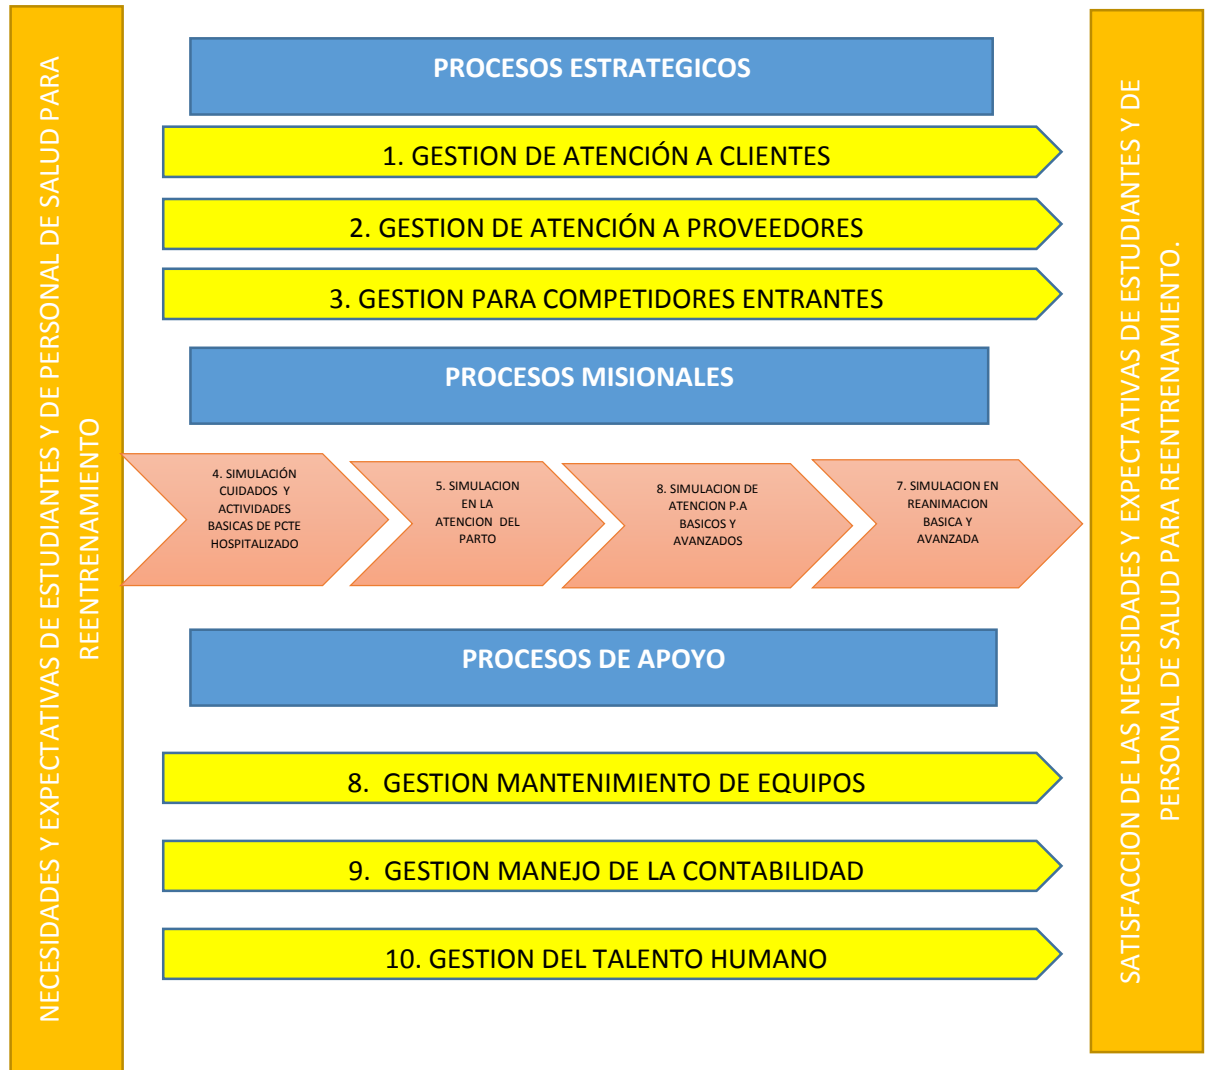 NECESIDADES Y EXPECTATIVAS DE ESTUDIANTES Y DE PERSONAL DE SALUD PARA
REENTRENAMIENTO
PROCESOS ESTRATEGICOS
1. GESTION DE ATENCIÓN A CLIENTES
2. GESTION DE ATENCIÓN A PROVEEDORES
3. GESTION PARA COMPETIDORES ENTRANTES
PROCESOS MISIONALES
4. SIMULACIÓN
CUIDADOS Y
ACTIVIDADES
BASICAS DE PCTE
HOSPITALIZADO
5. SIMULACION
EN LA
ATENCION DEL
PARTO
8. SIMULACION DE
ATENCION P.A
BASICOS Y
AVANZADOS
7. SIMULACION EN
REANIMACION
BASICA Y
AVANZADA
PROCESOS DE APOYO
8. GESTION MANTENIMIENTO DE EQUIPOS
9. GESTION MANEJO DE LA CONTABILIDAD
10. GESTION DEL TALENTO HUMANO
SATISFACCION DE LAS NECESIDADES Y EXPECTATIVAS DE ESTUDIANTES Y DE
PERSONAL DE SALUD PARA REENTRENAMIENTO.